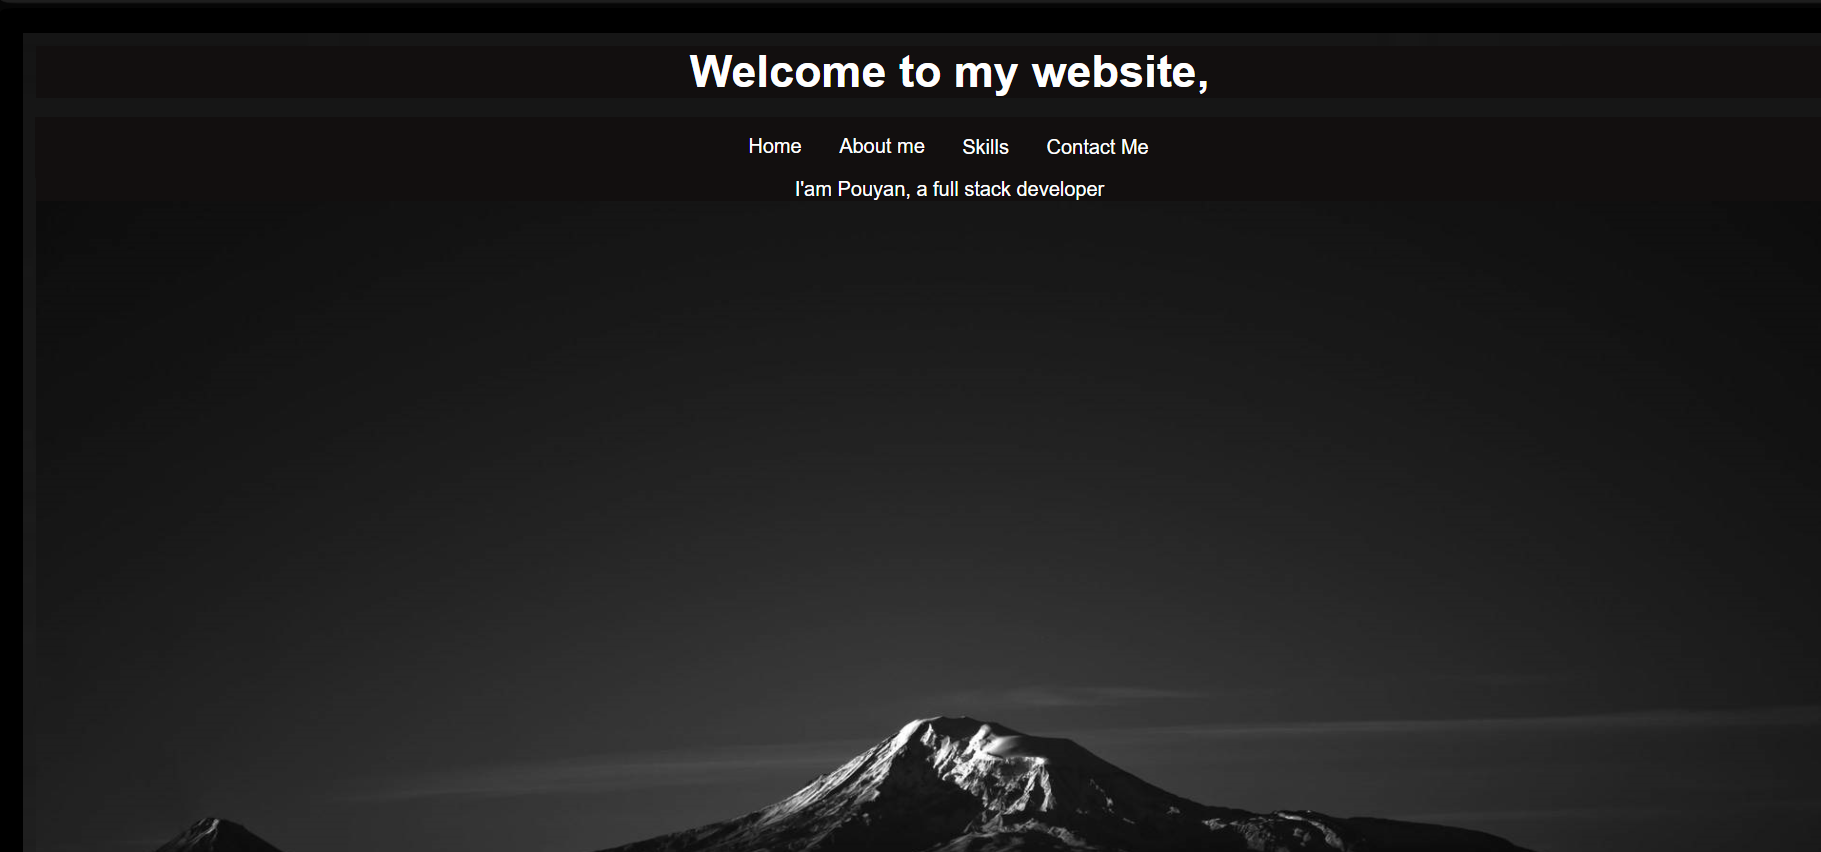 Welcome to my website,
Home About me Skills Contact Me
I'am Pouyan, a full stack developer